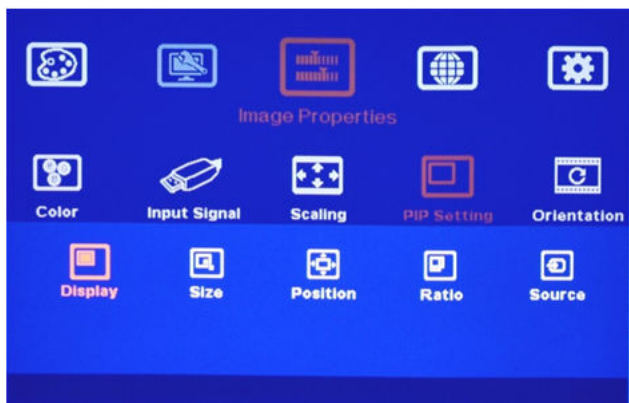 Image Properties
Color Input Signal Scaling PIP Setting Orientation
Display Size Position Ratio Source